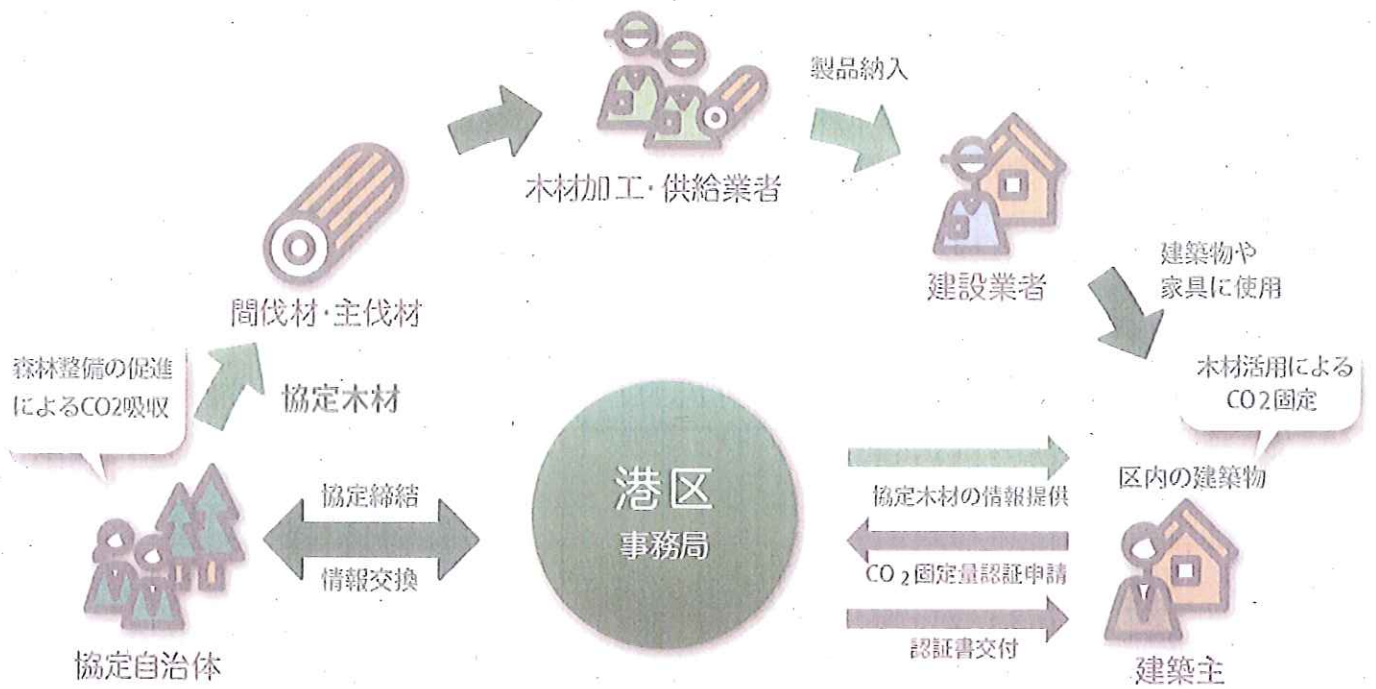 製品納入
木材加工・供給業者
建設業者
建築物や
家具に使用
間伐材・主伐材
森林整備の促進
によるCO2吸収
協定木材
木材活用による
CO2固定
港区
事務局
協定締結
情報交換
協定木材の情報提供
CO2固定量認証申請
認証書交付
区内の建築物
協定自治体
建築主